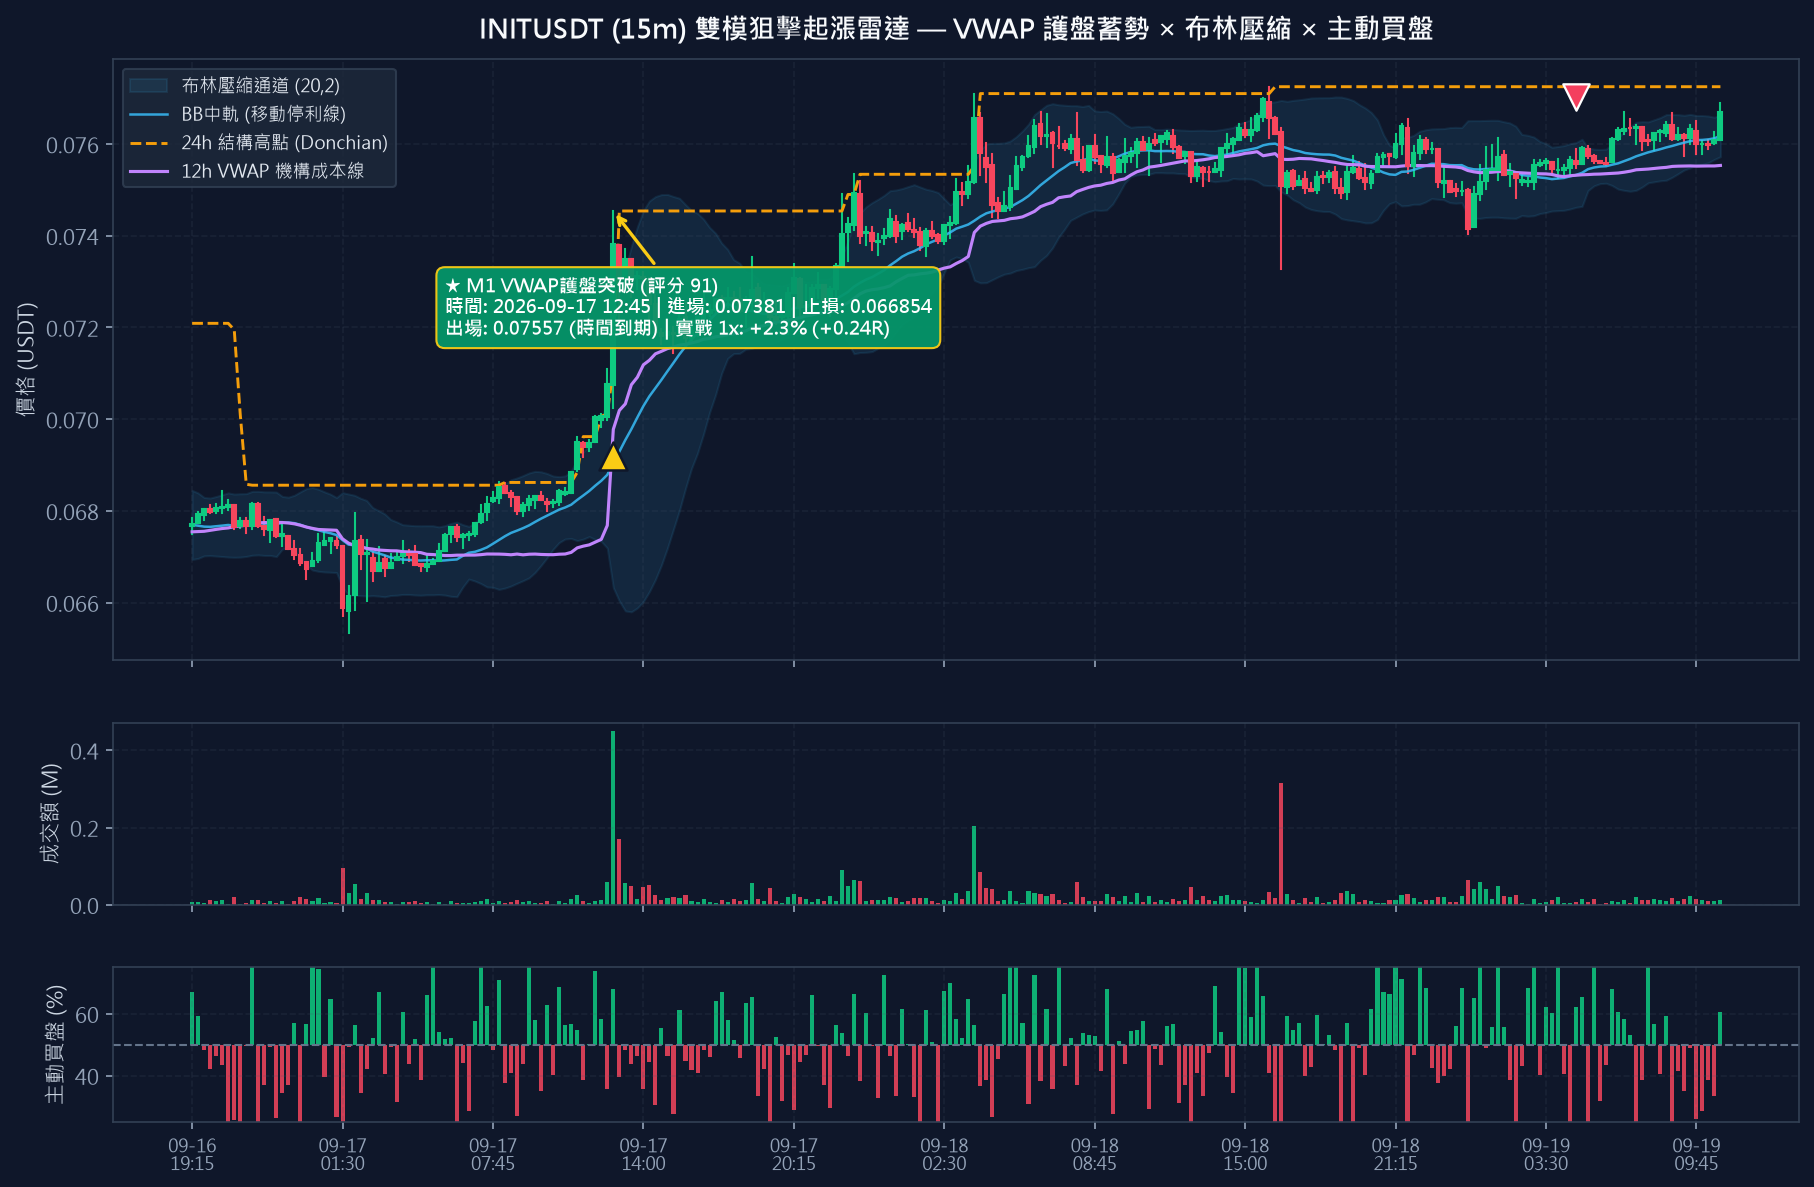 INITUSDT (15m) 雙模狙擊起漲雷達 — VWAP 護盤蓄勢 × 布林壓縮 × 主動買盤
布林壓縮通道 (20,2)
BB中軌 (移動停利線)
24h 結構高點 (Donchian)
12h VWAP 機構成本線
價格 (USDT)
0.076
0.074
0.072
0.070
0.068
0.066
★ M1 VWAP護盤突破 (評分 91)
時間: 2026-09-17 12:45 | 進場: 0.07381 | 止損: 0.066854
出場: 0.07557 (時間到期) | 實戰 1x: +2.3% (+0.24R)
成交額 (M)
0.4
0.2
0.0
主動買盤 (%)
60
40
09-16 09-17 09-17 09-17 09-17 09-18 09-18 09-18 09-18 09-19 09-19
19:15 01:30 07:45 14:00 20:15 02:30 08:45 15:00 21:15 03:30 09:45